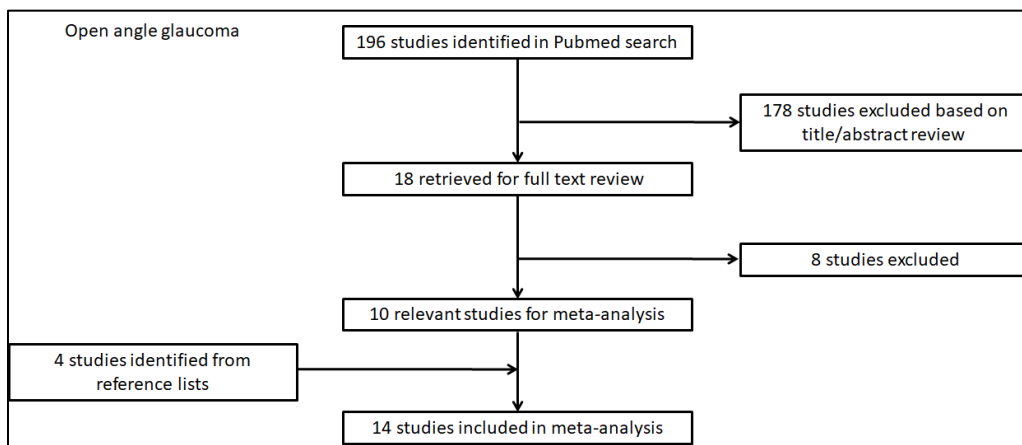 Open angle glaucoma
196 studies identified in Pubmed search
178 studies excluded based on
title/abstract review
18 retrieved for full text review
8 studies excluded
10 relevant studies for meta-analysis
4 studies identified from
reference lists
14 studies included in meta-analysis